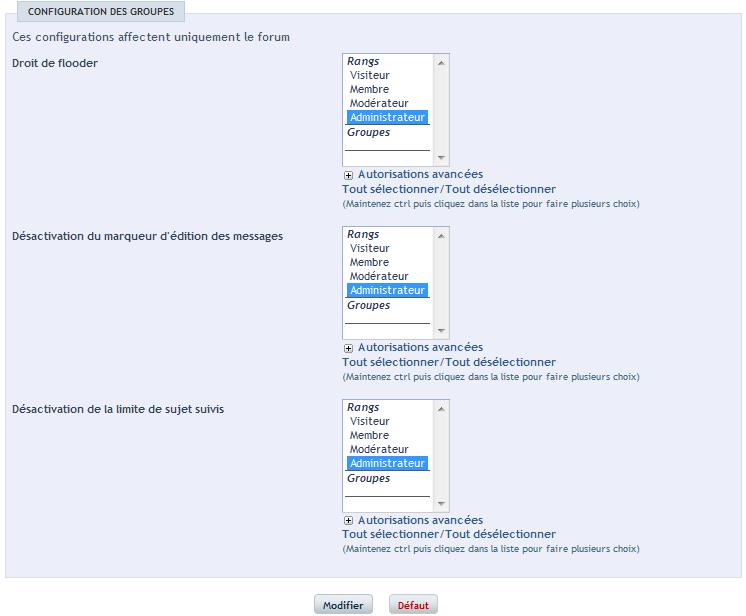 CONFIGURATION DES GROUPES
Ces configurations affectent uniquement le forum
Droit de flooder
Rangs
Visiteur
Membre
Modérateur
Administrateur
Groupes
Autorisations avancées
Tout sélectionner/Tout désélectionner
(Maintenez ctrl puis cliquez dans la liste pour faire plusieurs choix)
Désactivation du marqueur d'édition des messages
Rangs
Visiteur
Membre
Modérateur
Administrateur
Groupes
Autorisations avancées
Tout sélectionner/Tout désélectionner
(Maintenez ctrl puis cliquez dans la liste pour faire plusieurs choix)
Désactivation de la limite de sujet suivis
Rangs
Visiteur
Membre
Modérateur
Administrateur
Groupes
Autorisations avancées
Tout sélectionner/Tout désélectionner
(Maintenez ctrl puis cliquez dans la liste pour faire plusieurs choix)
Modifier Défaut